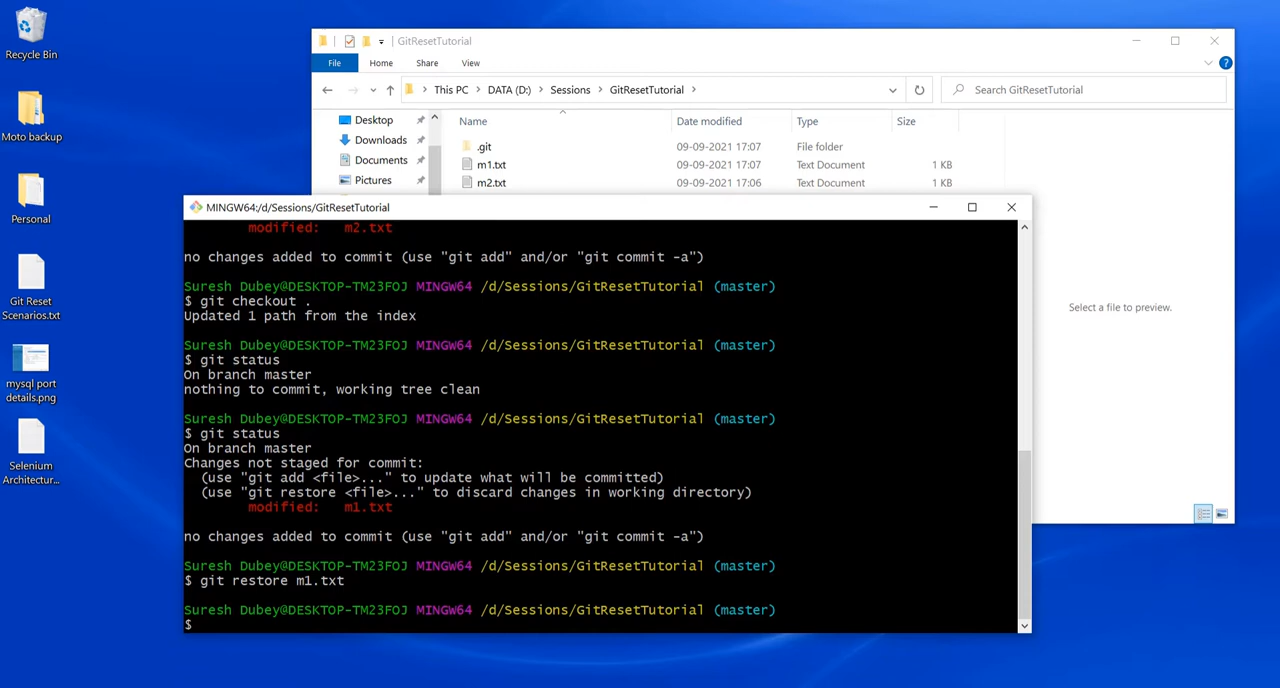 Recycle Bin
Moto backup
Personal
Git Reset
Scenarios.txt
mysql port
details.png
Selenium
Architectur...
GitResetTutorial
File Home Share View
This PC > DATA (D:) > Sessions > GitResetTutorial >
Search GitResetTutorial
Desktop
Downloads
Documents
Pictures
Name Date modified Type Size
.git 09-09-2021 17:07 File folder
m1.txt 09-09-2021 17:07 Text Document 1 KB
m2.txt 09-09-2021 17:06 Text Document 1 KB
Select a file to preview.
MINGW64:/d/Sessions/GitResetTutorial
modified: m2.txt
no changes added to commit (use "git add" and/or "git commit -a")
Suresh Dubey@DESKTOP-TM23FOJ MINGW64 /d/Sessions/GitResetTutorial (master)
$ git checkout .
Updated 1 path from the index
Suresh Dubey@DESKTOP-TM23FOJ MINGW64 /d/Sessions/GitResetTutorial (master)
$ git status
On branch master
nothing to commit, working tree clean
Suresh Dubey@DESKTOP-TM23FOJ MINGW64 /d/Sessions/GitResetTutorial (master)
$ git status
On branch master
Changes not staged for commit:
(use "git add <file>..." to update what will be committed)
(use "git restore <file>..." to discard changes in working directory)
modified: m1.txt
no changes added to commit (use "git add" and/or "git commit -a")
Suresh Dubey@DESKTOP-TM23FOJ MINGW64 /d/Sessions/GitResetTutorial (master)
$ git restore m1.txt
Suresh Dubey@DESKTOP-TM23FOJ MINGW64 /d/Sessions/GitResetTutorial (master)
$